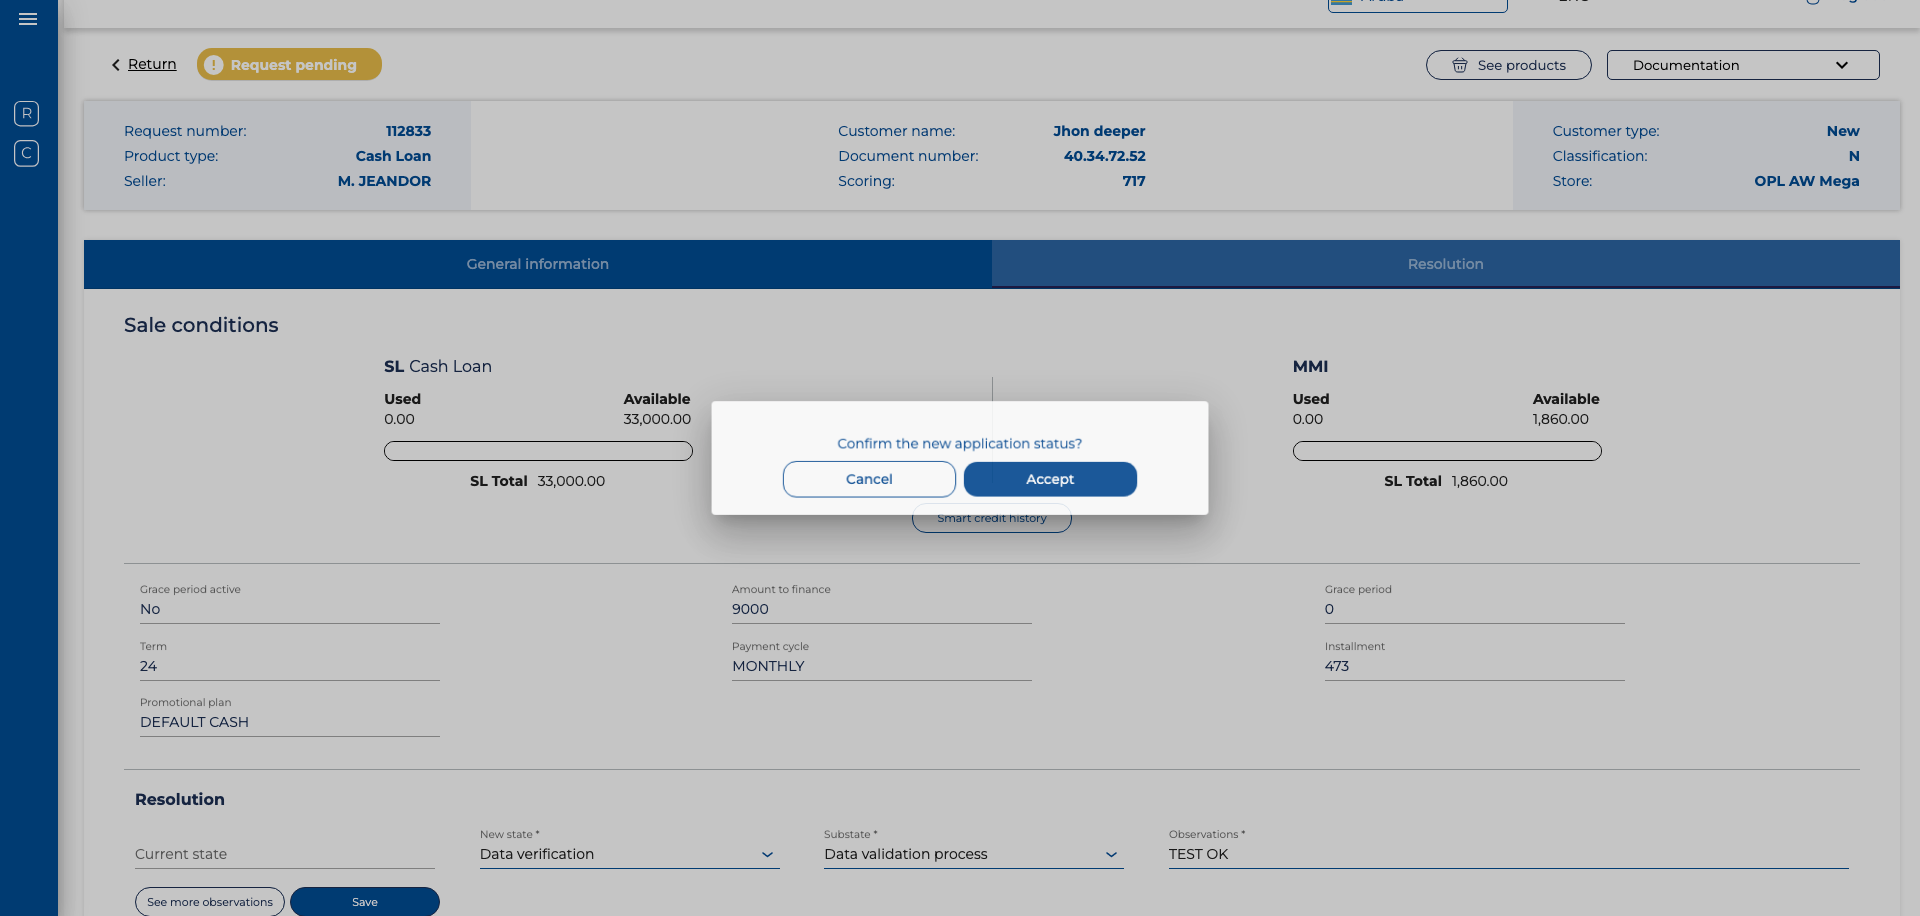 R
C
Return
Request pending
See products
Documentation
Request number: 112833
Product type: Cash Loan
Seller: M. JEANDOR
Customer name: Jhon deeper
Document number: 40.34.72.52
Scoring: 717
Customer type: New
Classification: N
Store: OPL AW Mega
General information
Resolution
Sale conditions
SL Cash Loan
Used Available
0.00 33,000.00
SL Total 33,000.00
MMI
Used Available
0.00 1,860.00
SL Total 1,860.00
Confirm the new application status?
Cancel
Accept
Smart credit history
Grace period active
No
Amount to finance
9000
Grace period
0
Term
24
Payment cycle
MONTHLY
Installment
473
Promotional plan
DEFAULT CASH
Resolution
Current state
New state *
Data verification
Substate *
Data validation process
Observations *
TEST OK
See more observations
Save